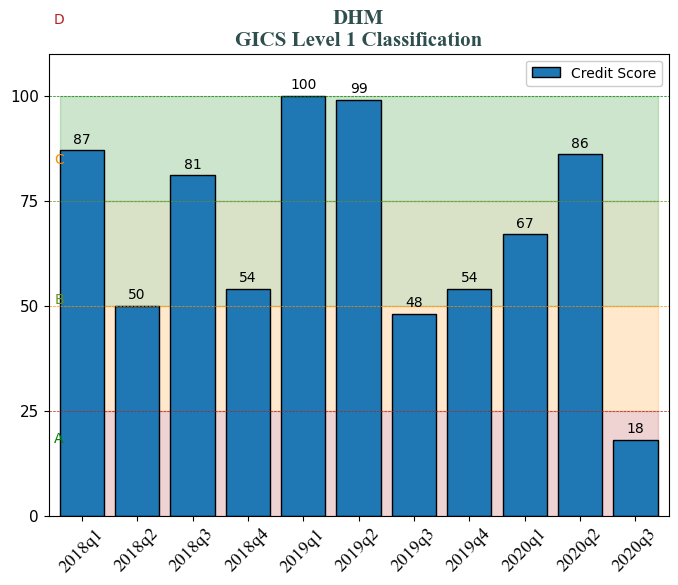 D
DHM
GICS Level 1 Classification
Credit Score
100
75
50
25
0
C
B
A
87
50
81
54
100
99
48
54
67
86
18
2018q1
2018q2
2018q3
2018q4
2019q1
2019q2
2019q3
2019q4
2020q1
2020q2
2020q3